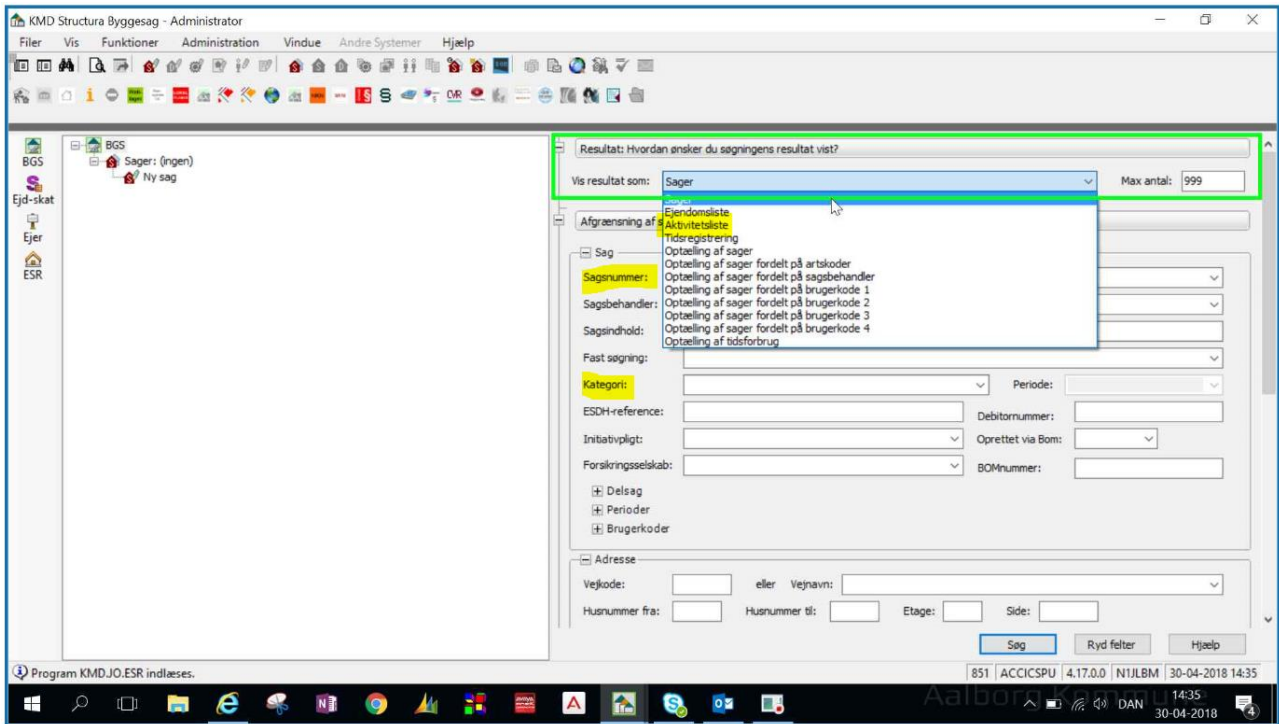 KMD Structura Byggesag - Administrator
Filer Vis Funktioner Administration Vindue Andre Systemer Hjælp
BGS
Ejd-skat
Ejer
ESR
BGS
Sager: (ingen)
Ny sag
Resultat: Hvordan ønsker du søgningens resultat vist?
Vis resultat som: Sager Max antal: 999
Sager
Ejendomsliste
Aktivitetsliste
Tidsregistrering
Optælling af sager
Optælling af sager fordelt på artskoder
Optælling af sager fordelt på sagsbehandler
Optælling af sager fordelt på brugerkode 1
Optælling af sager fordelt på brugerkode 2
Optælling af sager fordelt på brugerkode 3
Optælling af sager fordelt på brugerkode 4
Optælling af tidsforbrug
Afgrænsning af s
Sag
Sagsnummer:
Sagsbehandler:
Sagsindhold:
Fast søgning:
Kategori: Periode:
ESDH-reference: Debitornummer:
Initiativpligt: Oprettet via Bom:
Forsikringsselskab: BOMnummer:
Delsag
Perioder
Brugerkoder
Adresse
Vejkode: eller Vejnavn:
Husnummer fra: Husnummer til: Etage: Side:
Søg Ryd felter Hjælp
Program KMD.JO.ESR indlæses. 851 ACCICSPU 4.17.0.0 N1JLBM 30-04-2018 14:35
Aalborg Kommune
DAN 14:35
30-04-2018